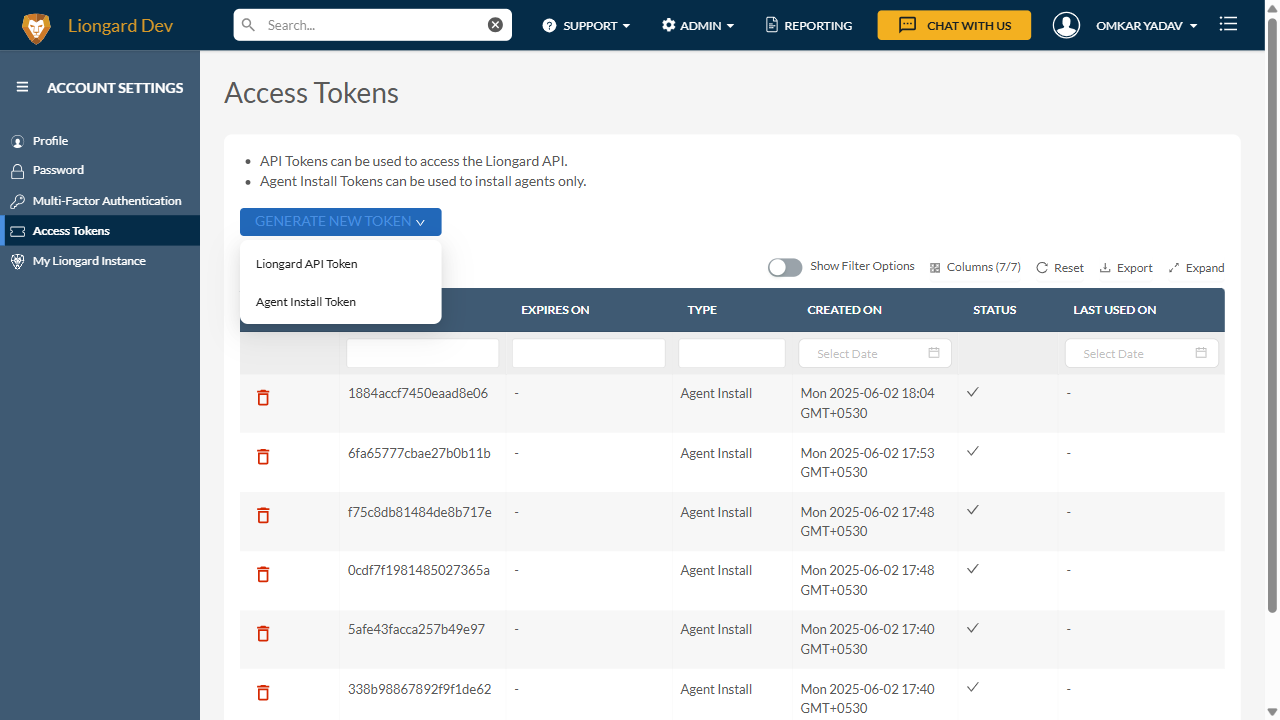 Liongard Dev
Search...
SUPPORT
ADMIN
REPORTING
CHAT WITH US
OMKAR YADAV
ACCOUNT SETTINGS
Profile
Password
Multi-Factor Authentication
Access Tokens
My Liongard Instance
Access Tokens
API Tokens can be used to access the Liongard API.
Agent Install Tokens can be used to install agents only.
GENERATE NEW TOKEN
Liongard API Token
Agent Install Token
Show Filter Options
Columns (7/7)
Reset
Export
Expand
EXPIRES ON
TYPE
CREATED ON
STATUS
LAST USED ON
Select Date
Select Date
1884accf7450eaad8e06 - Agent Install Mon 2025-06-02 18:04 -
GMT+0530
6fa65777cbae27b0b11b - Agent Install Mon 2025-06-02 17:53 -
GMT+0530
f75c8db81484de8b717e - Agent Install Mon 2025-06-02 17:48 -
GMT+0530
0cdf7f1981485027365a - Agent Install Mon 2025-06-02 17:48 -
GMT+0530
5afe43facca257b49e97 - Agent Install Mon 2025-06-02 17:40 -
GMT+0530
338b98867892f9f1de62 - Agent Install Mon 2025-06-02 17:40 -
GMT+0530